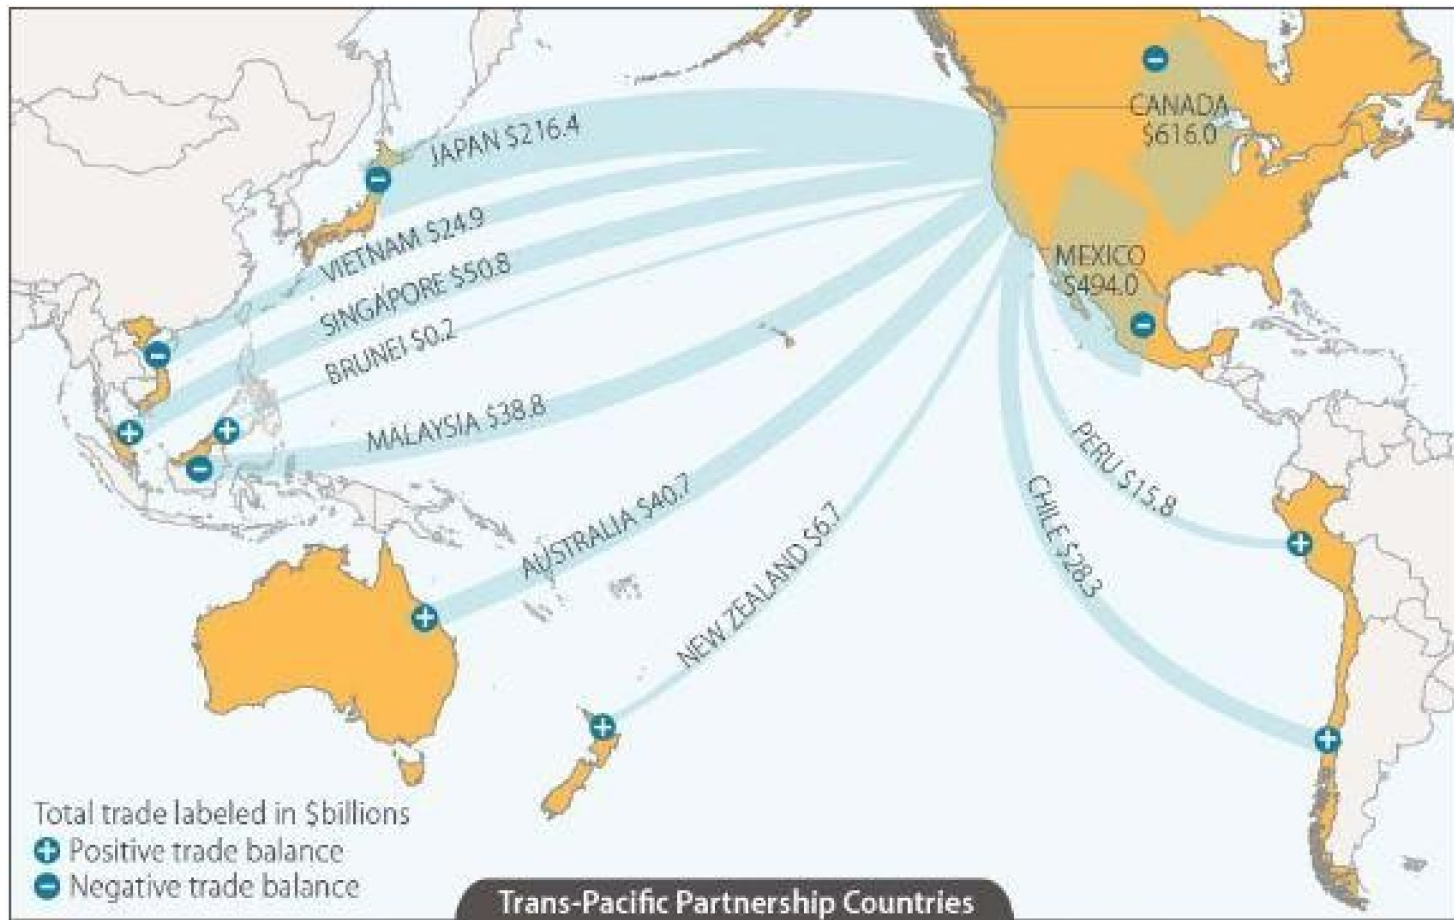 CANADA
$616.0
JAPAN $216.4
VIETNAM $24.9
MEXICO
$494.0
SINGAPORE $50.8
BRUNEI $0.2
MALAYSIA $38.8
PERU $15.8
AUSTRALIA $40.7
CHILE $28.3
NEW ZEALAND $6.7
Total trade labeled in $billions
+ Positive trade balance
− Negative trade balance
Trans-Pacific Partnership Countries